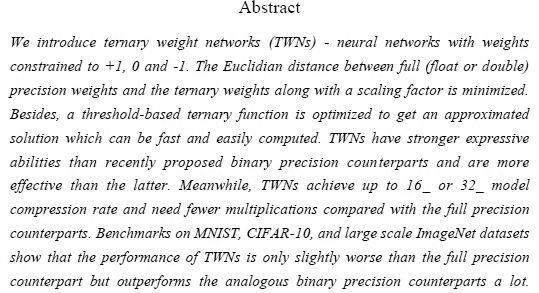 Abstract
We introduce ternary weight networks (TWNs) - neural networks with weights
constrained to +1, 0 and -1. The Euclidian distance between full (float or double)
precision weights and the ternary weights along with a scaling factor is minimized.
Besides, a threshold-based ternary function is optimized to get an approximated
solution which can be fast and easily computed. TWNs have stronger expressive
abilities than recently proposed binary precision counterparts and are more
effective than the latter. Meanwhile, TWNs achieve up to 16_ or 32_ model
compression rate and need fewer multiplications compared with the full precision
counterparts. Benchmarks on MNIST, CIFAR-10, and large scale ImageNet datasets
show that the performance of TWNs is only slightly worse than the full precision
counterpart but outperforms the analogous binary precision counterparts a lot.